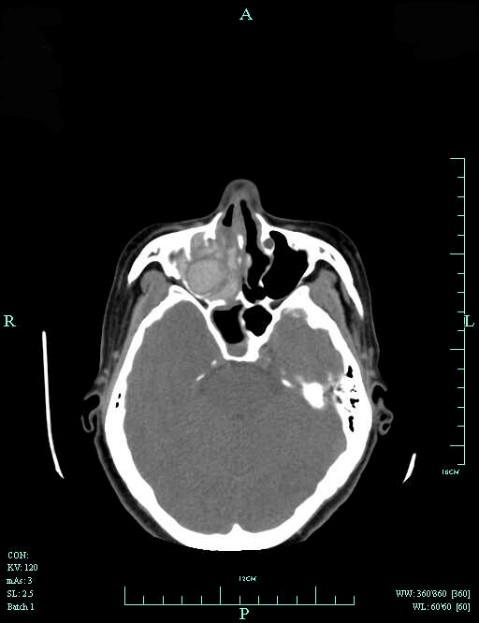 A
R
L
16CM
CON:
KV: 120
mAs: 3
SL: 2.5
Batch 1
12CM
P
WW: 360\860 [360]
WL: 60\60 [60]